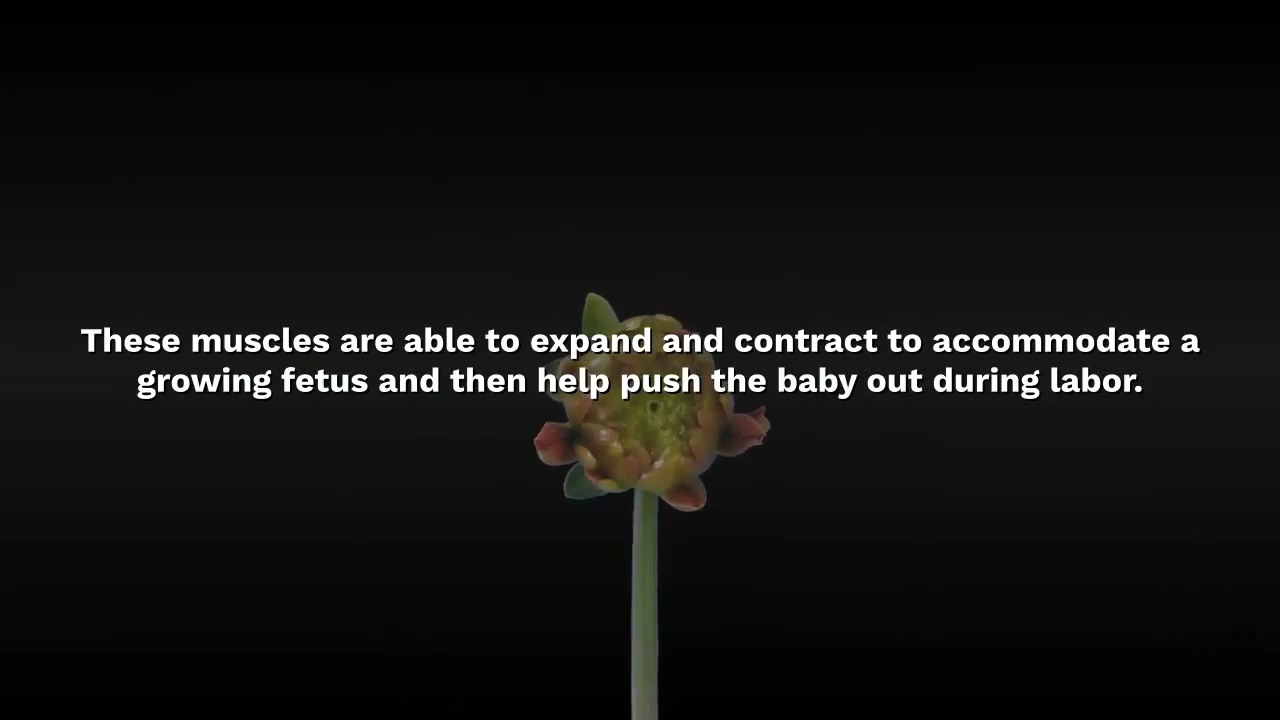 These muscles are able to expand and contract to accommodate a
growing fetus and then help push the baby out during labor.